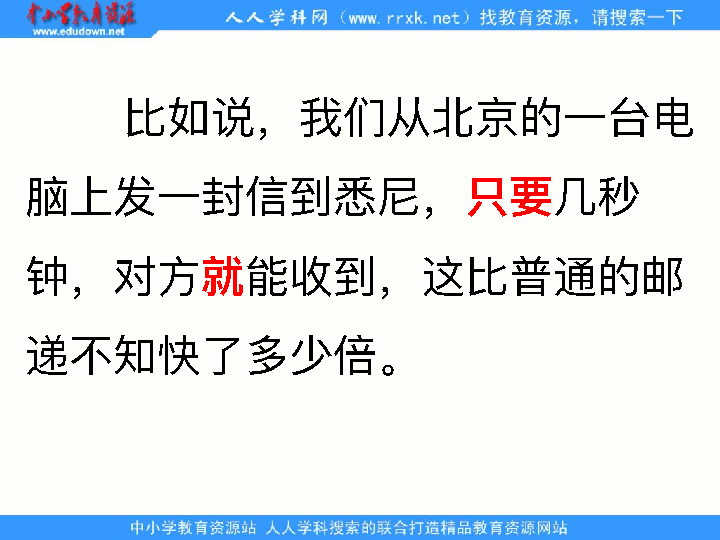 中小学教育资源
www.edudown.net
人人学科网（www.rrxk.net）找教育资源，请搜索一下
比如说，我们从北京的一台电
脑上发一封信到悉尼，只要几秒
钟，对方就能收到，这比普通的邮
递不知快了多少倍。
中小学教育资源站 人人学科搜索的联合打造精品教育资源网站